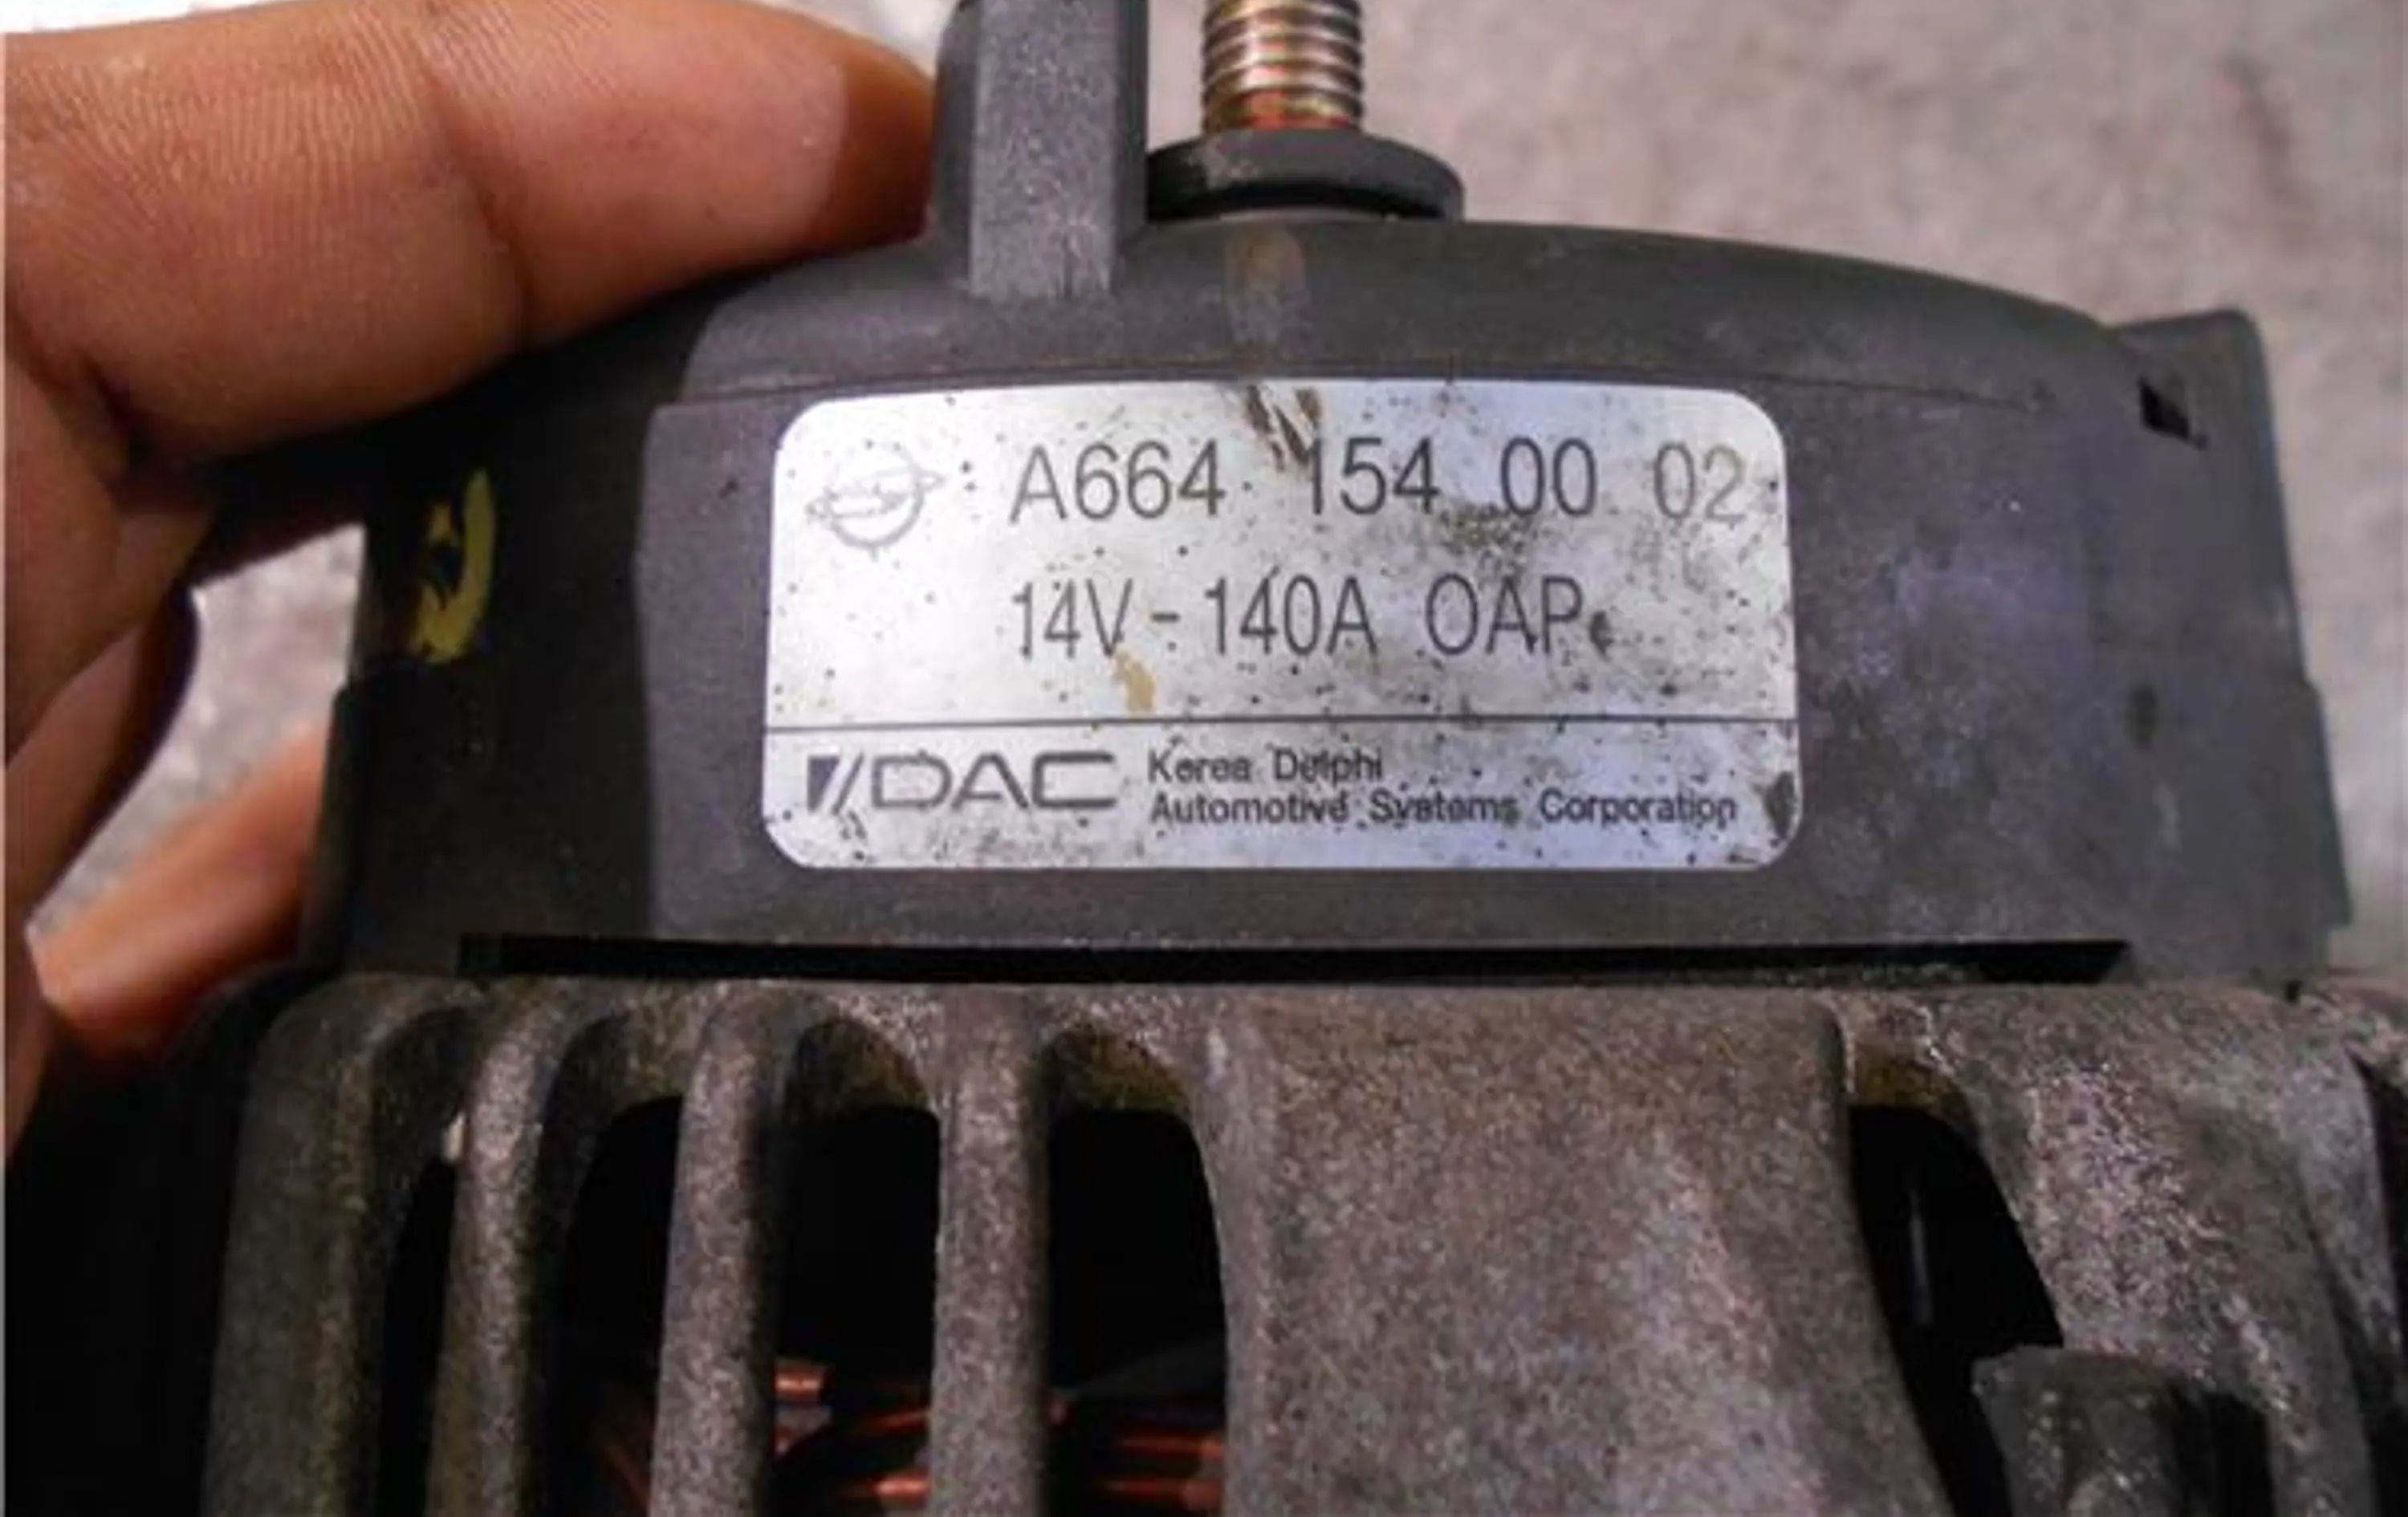 A664 154 00 02
14V - 140A OAP
DAC Korea Delphi
Automotive Systems Corporation